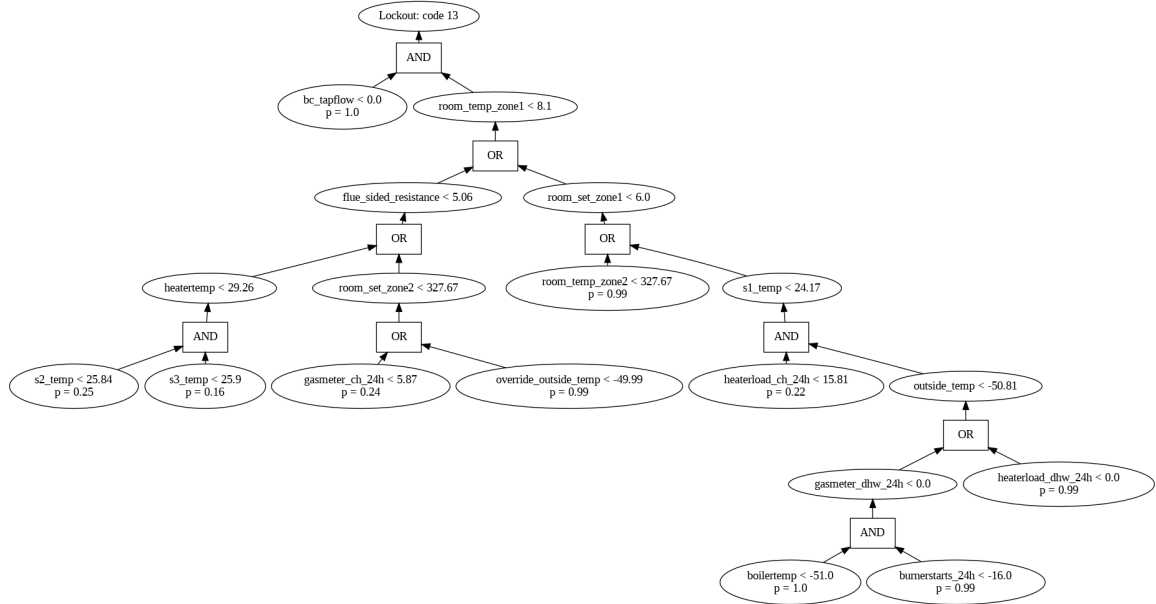 Lockout: code 13
AND
bc_tapflow < 0.0
p = 1.0
room_temp_zone1 < 8.1
OR
flue_sided_resistance < 5.06
room_set_zone1 < 6.0
OR
OR
heatertemp < 29.26
room_set_zone2 < 327.67
room_temp_zone2 < 327.67
p = 0.99
s1_temp < 24.17
AND
OR
AND
s2_temp < 25.84
p = 0.25
s3_temp < 25.9
p = 0.16
gasmeter_ch_24h < 5.87
p = 0.24
override_outside_temp < -49.99
p = 0.99
heaterload_ch_24h < 15.81
p = 0.22
outside_temp < -50.81
OR
gasmeter_dhw_24h < 0.0
heaterload_dhw_24h < 0.0
p = 0.99
AND
boilertemp < -51.0
p = 1.0
burnerstarts_24h < -16.0
p = 0.99